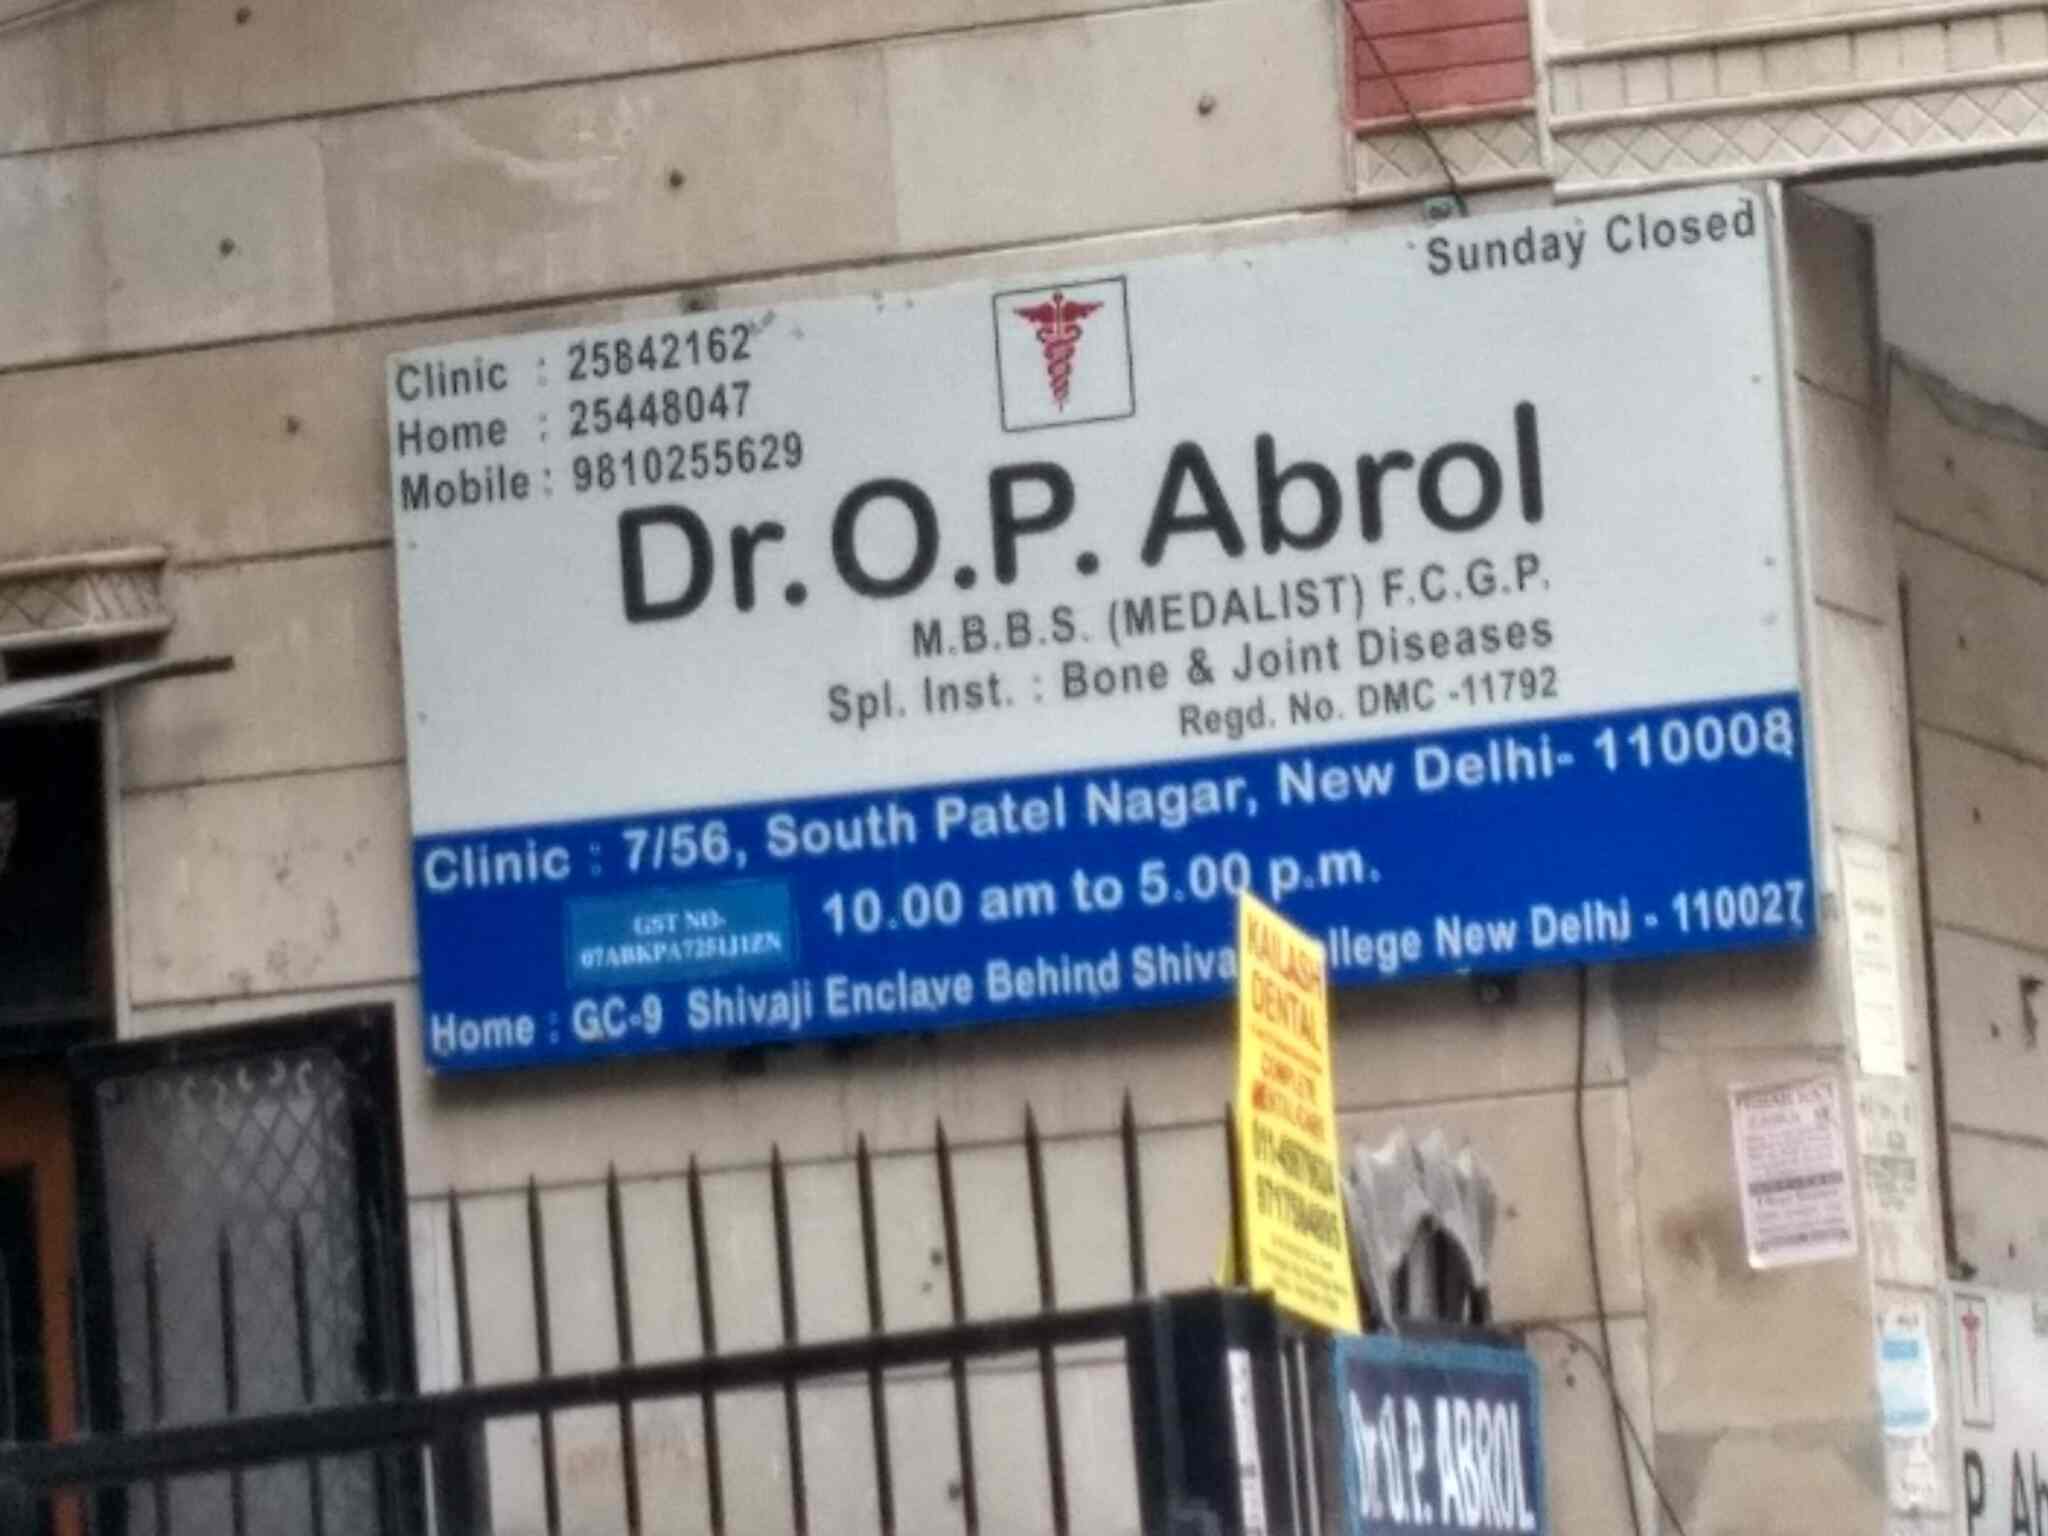 Sunday Closed
Clinic : 25842162
Home : 25448047
Mobile : 9810255629
Dr. O.P. Abrol
M.B.B.S. (MEDALIST) F.C.G.P.
Spl. Inst. : Bone & Joint Diseases
Regd. No. DMC -11792
Clinic : 7/56, South Patel Nagar, New Delhi- 110008
10.00 am to 5.00 p.m.
GST NO-
Home : GC-9 Shivaji Enclave Behind Shiva llege New Delhi - 110027
KAILASH
DENTAL
COMPLETE
Dr. O.P. ABROL
P. Ab